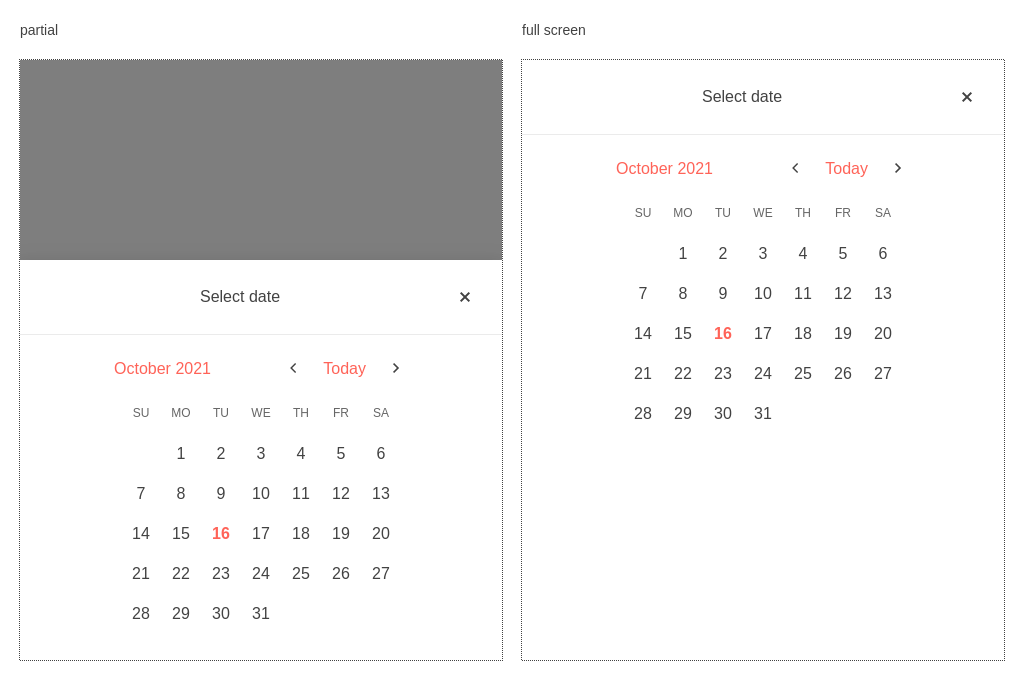 partial
Select date
October 2021 Today
SU MO TU WE TH FR SA
1 2 3 4 5 6
7 8 9 10 11 12 13
14 15 16 17 18 19 20
21 22 23 24 25 26 27
28 29 30 31
full screen
Select date
October 2021 Today
SU MO TU WE TH FR SA
1 2 3 4 5 6
7 8 9 10 11 12 13
14 15 16 17 18 19 20
21 22 23 24 25 26 27
28 29 30 31